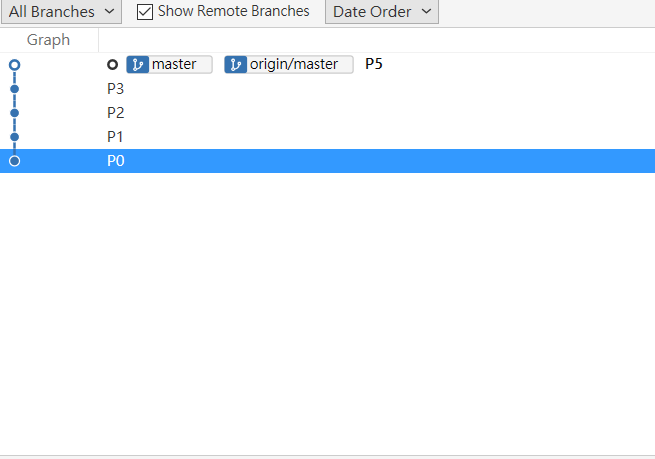 All Branches Show Remote Branches Date Order
Graph
master origin/master P5
P3
P2
P1
P0